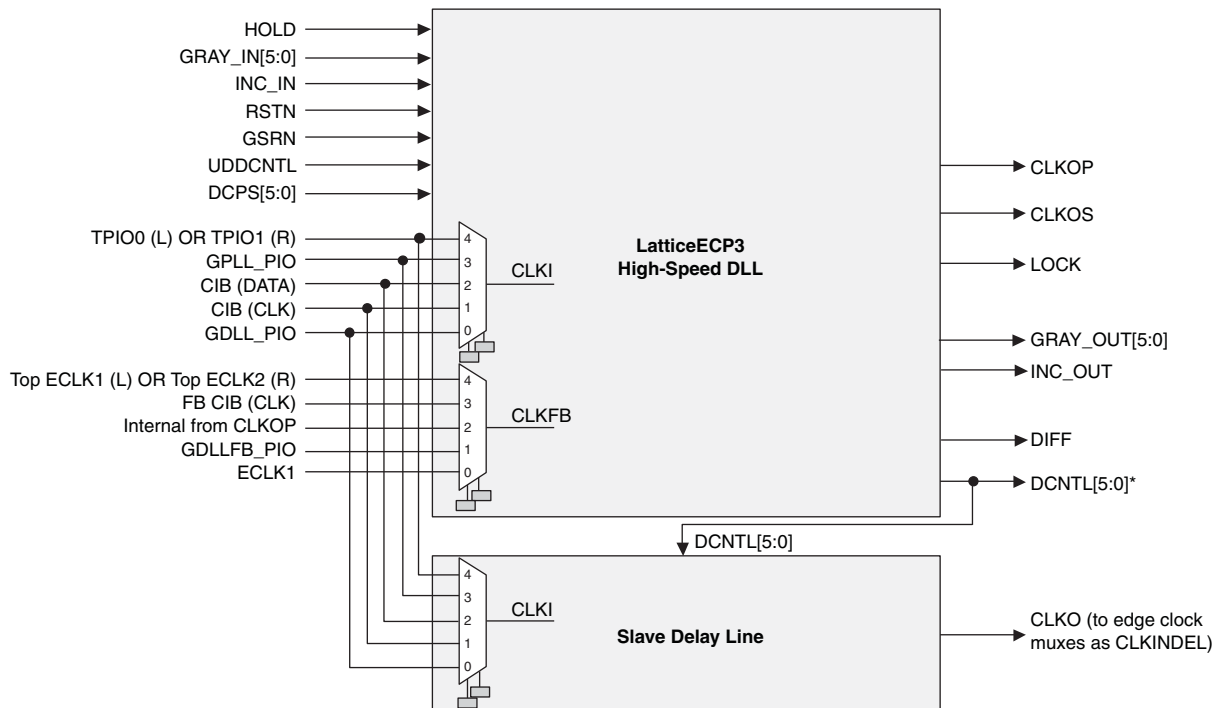 HOLD
GRAY_IN[5:0]
INC_IN
RSTN
GSRN
UDDCNTL
DCPS[5:0]
TPIO0 (L) OR TPIO1 (R)
GPLL_PIO
CIB (DATA)
CIB (CLK)
GDLL_PIO
4
3
2
1
0
CLKI
Top ECLK1 (L) OR Top ECLK2 (R)
FB CIB (CLK)
Internal from CLKOP
GDLLFB_PIO
ECLK1
4
3
2
1
0
CLKFB
LatticeECP3
High-Speed DLL
CLKOP
CLKOS
LOCK
GRAY_OUT[5:0]
INC_OUT
DIFF
DCNTL[5:0]*
DCNTL[5:0]
4
3
2
1
0
CLKI
Slave Delay Line
CLKO (to edge clock
muxes as CLKINDEL)